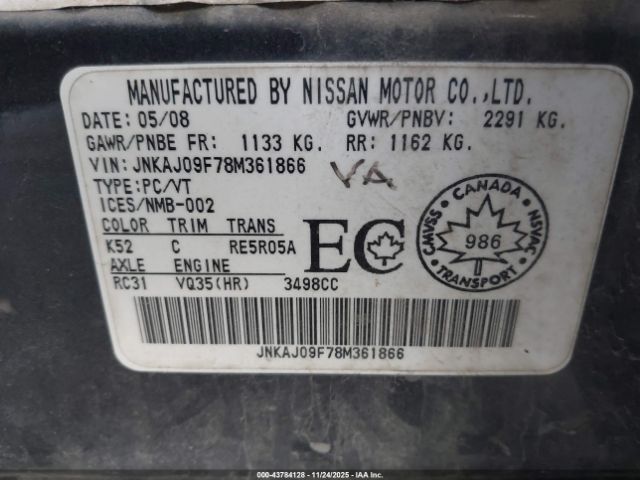 MANUFACTURED BY NISSAN MOTOR CO.,LTD.
DATE: 05/08 GVWR/PNBV: 2291 KG.
GAWR/PNBE FR: 1133 KG. RR: 1162 KG.
VIN: JNKAJ09F78M361866
VA
TYPE: PC/VT
ICES/NMB-002
COLOR TRIM TRANS
K52 C RE5R05A
AXLE ENGINE
RC31 VQ35(HR) 3498CC
EC
CANADA
CMVSS NSVAC
986
TRANSPORT
JNKAJ09F78M361866
000-43784128 - 11/24/2025 - IAA Inc.